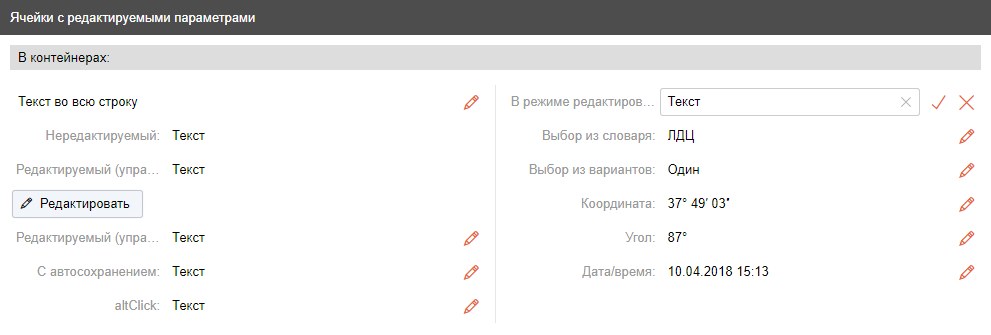 Ячейки с редактируемыми параметрами
В контейнерах:
Текст во всю строку
Нередактируемый: Текст
Редактируемый (упра... Текст
Редактировать
Редактируемый (упра... Текст
С автосохранением: Текст
altClick: Текст
В режиме редактиров... Текст
Выбор из словаря: ЛДЦ
Выбор из вариантов: Один
Координата: 37° 49′ 03″
Угол: 87°
Дата/время: 10.04.2018 15:13